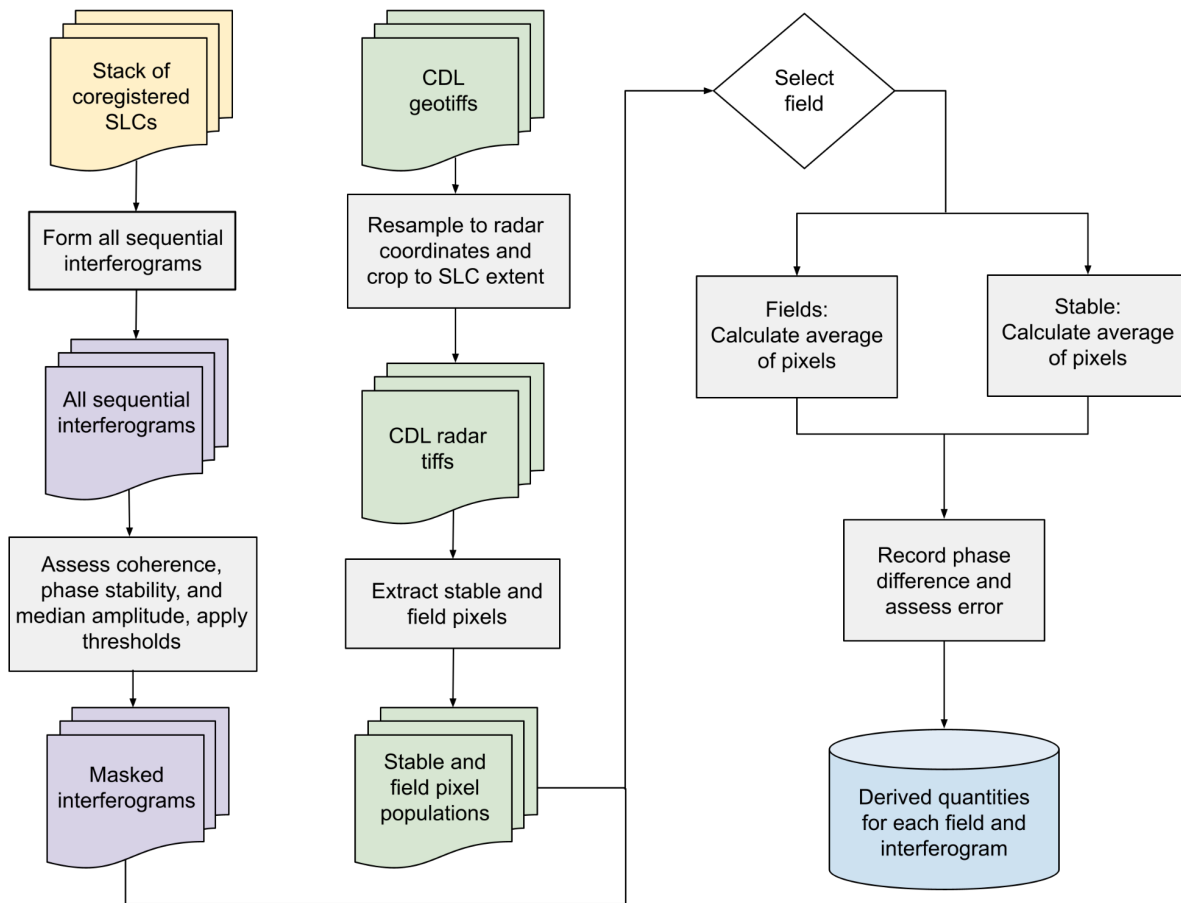 Stack of
coregistered
SLCs
Form all sequential
interferograms
All sequential
interferograms
Assess coherence,
phase stability, and
median amplitude, apply
thresholds
Masked
interferograms
CDL
geotiffs
Resample to radar
coordinates and
crop to SLC extent
CDL radar
tiffs
Extract stable and
field pixels
Stable and
field pixel
populations
Select
field
Fields:
Calculate average
of pixels
Stable:
Calculate average
of pixels
Record phase
difference and
assess error
Derived quantities
for each field and
interferogram